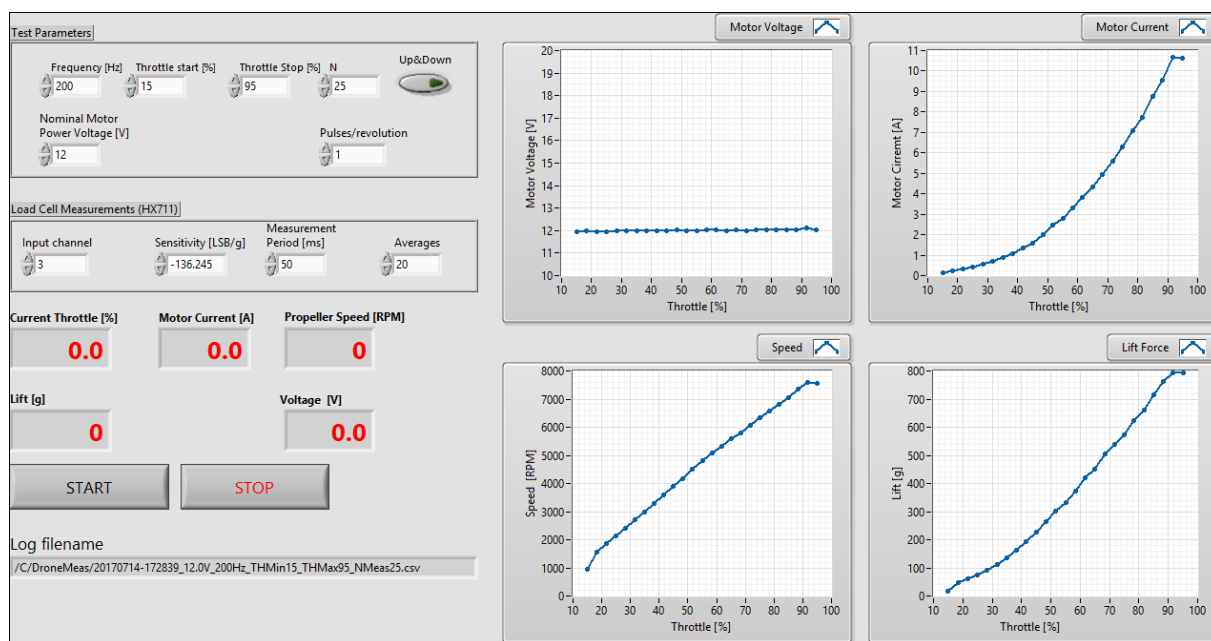 Test Parameters
Frequency [Hz] Throttle start [%] Throttle Stop [%] N Up&Down
200 15 95 25
Nominal Motor
Power Voltage [V] Pulses/revolution
12 1
Load Cell Measurements (HX711)
Input channel Sensitivity [LSB/g] Measurement
Period [ms] Averages
3 -136.245 50 20
Current Throttle [%] Motor Current [A] Propeller Speed [RPM]
0.0 0.0 0
Lift [g] Voltage [V]
0 0.0
START STOP
Log filename
/C/DroneMeas/20170714-172839_12.0V_200Hz_THMin15_THMax95_NMeas25.csv
Motor Voltage
Motor Voltage [V]
20
19
18
17
16
15
14
13
12
11
10
10 20 30 40 50 60 70 80 90 100
Throttle [%]
Motor Current
Motor Cirremt [A]
11
10
9
8
7
6
5
4
3
2
1
0
10 20 30 40 50 60 70 80 90 100
Throttle [%]
Speed
Speed [RPM]
8000
7000
6000
5000
4000
3000
2000
1000
0
10 20 30 40 50 60 70 80 90 100
Throttle [%]
Lift Force
Lift [g]
800
700
600
500
400
300
200
100
0
10 20 30 40 50 60 70 80 90 100
Throttle [%]